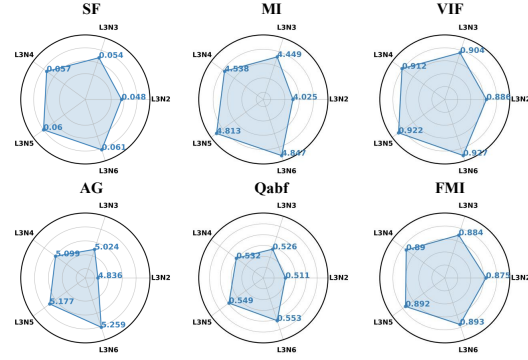 SF
L3N3
L3N4
0.054
0.057
0.048
L3N2
0.06
L3N5
0.061
L3N6
MI
L3N3
L3N4
4.449
4.538
4.025
L3N2
4.813
L3N5
4.847
L3N6
VIF
L3N3
L3N4
0.904
0.912
0.886
L3N2
0.922
L3N5
0.927
L3N6
AG
L3N3
L3N4
5.024
5.099
4.836
L3N2
5.177
L3N5
5.259
L3N6
Qabf
L3N3
L3N4
0.526
0.532
0.511
L3N2
0.549
L3N5
0.553
L3N6
FMI
L3N3
L3N4
0.884
0.89
0.875
L3N2
0.892
L3N5
0.893
L3N6